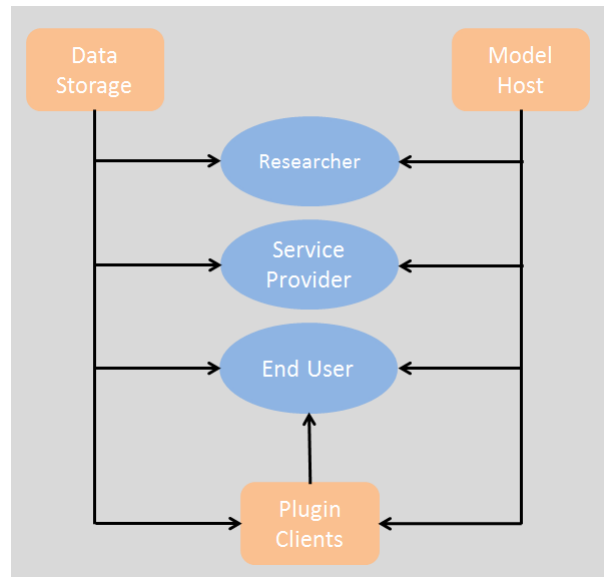 Data
Storage
Model
Host
Researcher
Service
Provider
End User
Plugin
Clients